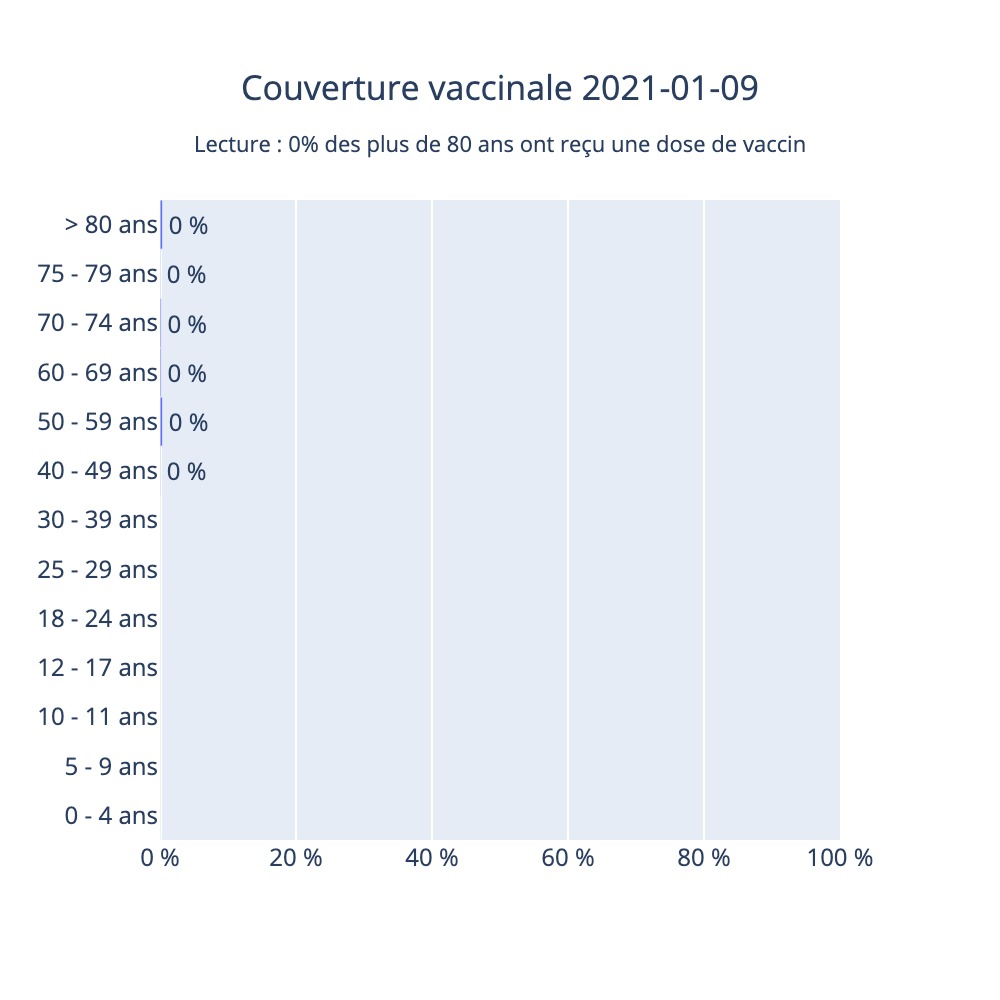 Couverture vaccinale 2021-01-09
Lecture : 0% des plus de 80 ans ont reçu une dose de vaccin
> 80 ans 0 %
75 - 79 ans 0 %
70 - 74 ans 0 %
60 - 69 ans 0 %
50 - 59 ans 0 %
40 - 49 ans 0 %
30 - 39 ans
25 - 29 ans
18 - 24 ans
12 - 17 ans
10 - 11 ans
5 - 9 ans
0 - 4 ans
0 % 20 % 40 % 60 % 80 % 100 %